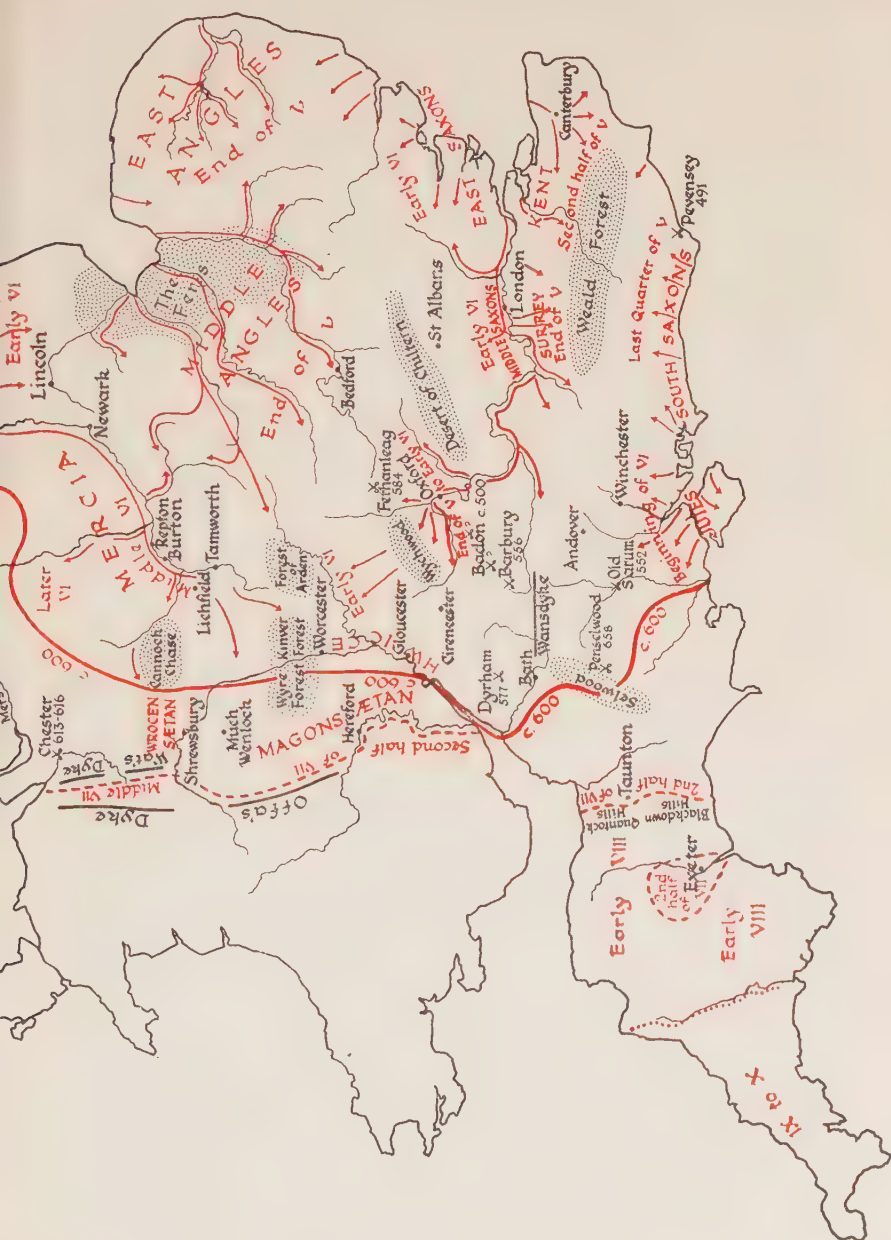 Early VI
Lincoln
Newark
The
Fens
EAST
ANGLES
End of V
MIDDLE
ANGLES
End of V
MERCIA
Middle VI
Later
VI
c 600
Repton
Burton
Tamworth
Lichfield
Cannoch
Chase
Chester
613-616
Wat's
Dyke
Middle VII
Dyke
Offa's
WROCEN
SÆTAN
Shrewsbury
Much
Wenlock
MAGONSÆTAN
Second half
of VII
Hereford
Wyre
Forest
Kinver
Forest
Forest
of
Arden
Worcester
HWICCE
c 600
Early VI
Gloucester
Cirencester
Wychwood
Fethanleag
584
Oxford
End of V to Early VI
Bedford
Desert of Chiltern
St Albans
Early VI
MIDDLE SAXONS
Early VI
EAST
SAXONS
London
SURREY
End of V
KENT
Second half of V
Canterbury
Weald Forest
Last Quarter of V
SOUTH SAXONS
Pevensey
491
Badon c.500
?
?
Barbury
556
Dyrham
577
Bath
Wansdyke
Andover
Winchester
Old
Sarum
552
Beginning of VI
JUTES
Penselwood
658
Selwood
c. 600
c. 600
Taunton
2nd half
of VII
Quantock
Hills
Blackdown
Hills
Early
VIII
2nd
half
of
VII
Exeter
Early
VIII
IX to X